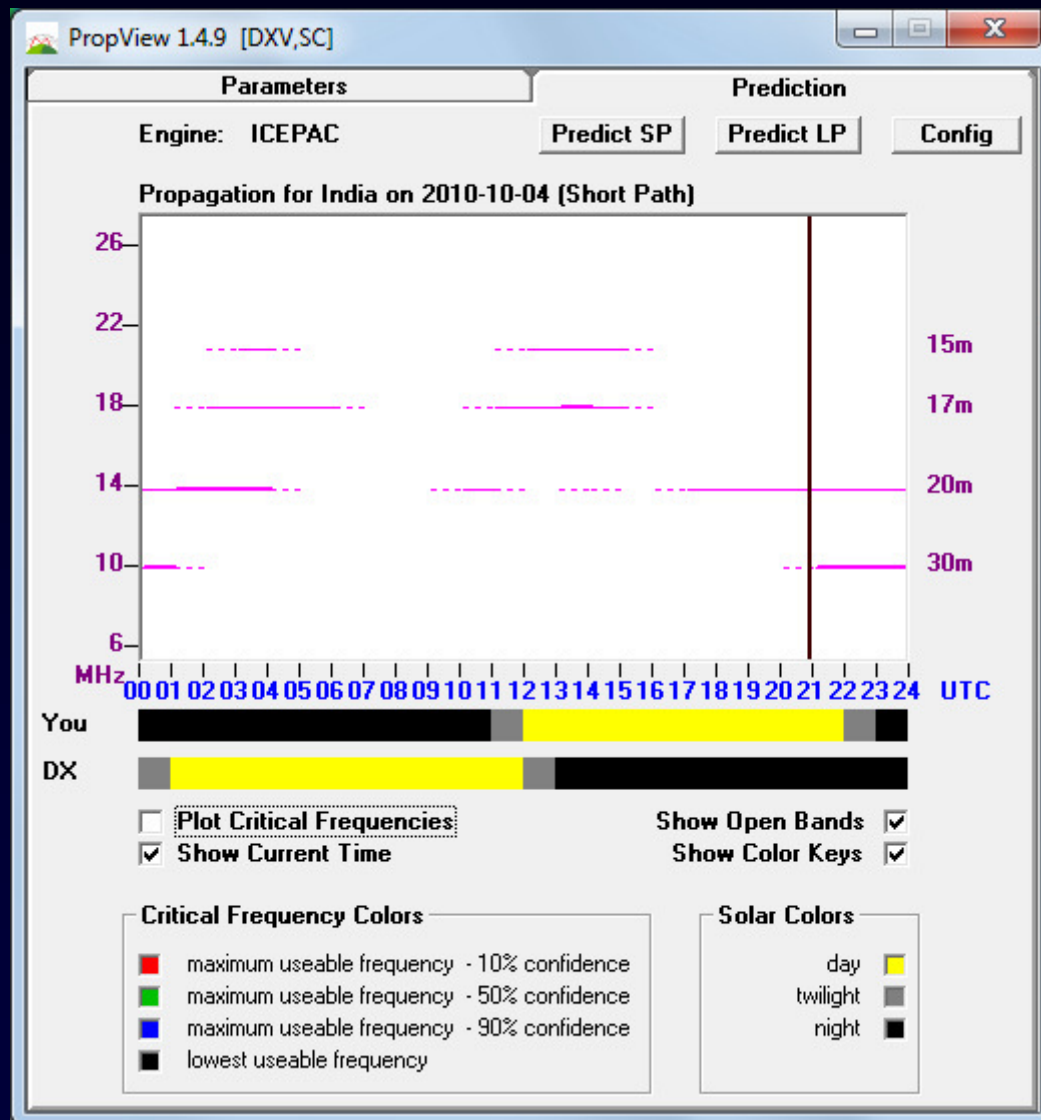 PropView 1.4.9 [DXV,SC]
Parameters Prediction
Engine: ICEPAC Predict SP Predict LP Config
Propagation for India on 2010-10-04 (Short Path)
26
22 15m
18 17m
14 20m
10 30m
6
MHz
00 01 02 03 04 05 06 07 08 09 10 11 12 13 14 15 16 17 18 19 20 21 22 23 24 UTC
You
DX
Plot Critical Frequencies Show Open Bands
Show Current Time Show Color Keys
Critical Frequency Colors Solar Colors
maximum useable frequency - 10% confidence day
maximum useable frequency - 50% confidence twilight
maximum useable frequency - 90% confidence night
lowest useable frequency